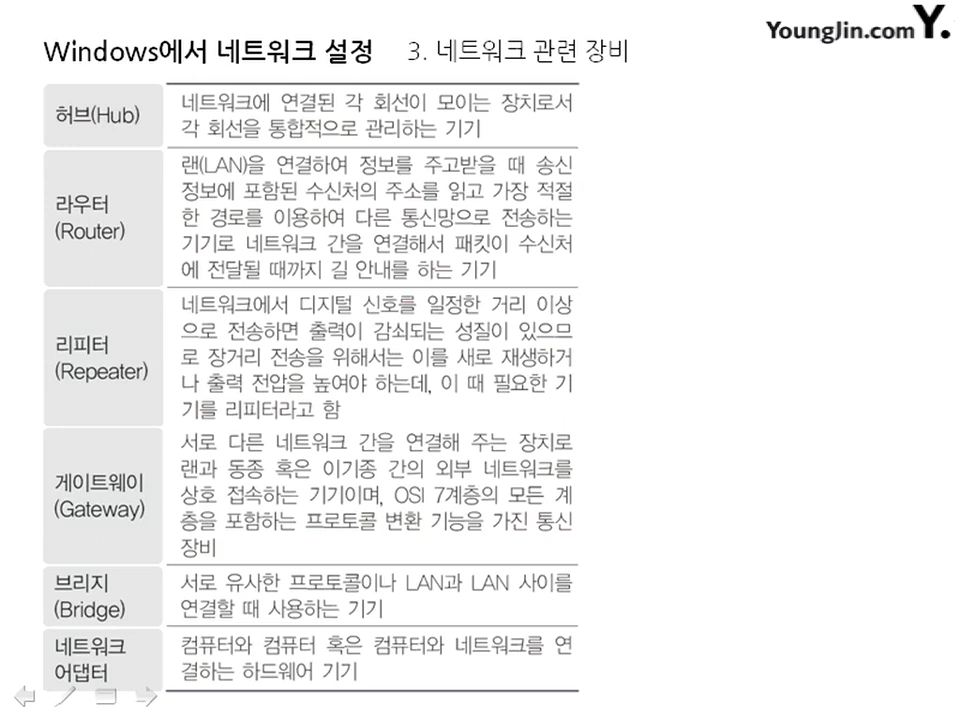 YoungJin.com Y.
Windows에서 네트워크 설정 3. 네트워크 관련 장비
허브(Hub)
네트워크에 연결된 각 회선이 모이는 장치로서
각 회선을 통합적으로 관리하는 기기
라우터
(Router)
랜(LAN)을 연결하여 정보를 주고받을 때 송신
정보에 포함된 수신처의 주소를 읽고 가장 적절
한 경로를 이용하여 다른 통신망으로 전송하는
기기로 네트워크 간을 연결해서 패킷이 수신처
에 전달될 때까지 길 안내를 하는 기기
리피터
(Repeater)
네트워크에서 디지털 신호를 일정한 거리 이상
으로 전송하면 출력이 감쇠되는 성질이 있으므
로 장거리 전송을 위해서는 이를 새로 재생하거
나 출력 전압을 높여야 하는데, 이 때 필요한 기
기를 리피터라고 함
게이트웨이
(Gateway)
서로 다른 네트워크 간을 연결해 주는 장치로
랜과 동종 혹은 이기종 간의 외부 네트워크를
상호 접속하는 기기이며, OSI 7계층의 모든 계
층을 포함하는 프로토콜 변환 기능을 가진 통신
장비
브리지
(Bridge)
서로 유사한 프로토콜이나 LAN과 LAN 사이를
연결할 때 사용하는 기기
네트워크
어댑터
컴퓨터와 컴퓨터 혹은 컴퓨터와 네트워크를 연
결하는 하드웨어 기기